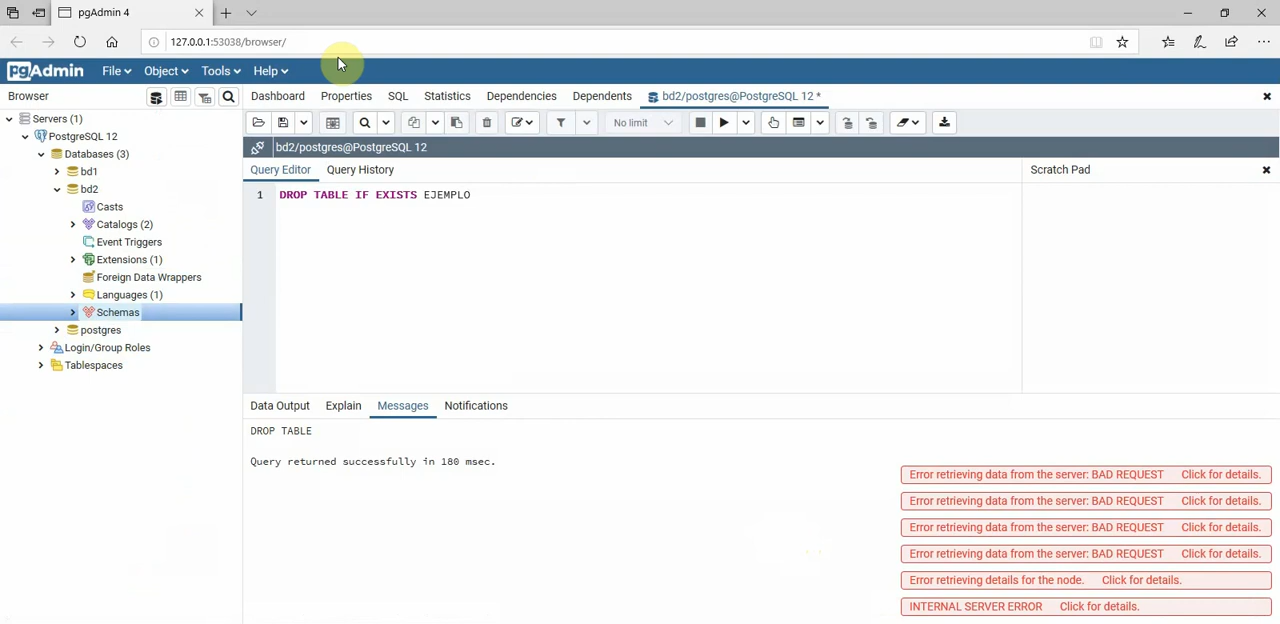 pgAdmin 4
127.0.0.1:53038/browser/
pgAdmin File Object Tools Help
Browser
Dashboard Properties SQL Statistics Dependencies Dependents bd2/postgres@PostgreSQL 12 *
Servers (1)
PostgreSQL 12
Databases (3)
bd1
bd2
Casts
Catalogs (2)
Event Triggers
Extensions (1)
Foreign Data Wrappers
Languages (1)
Schemas
postgres
Login/Group Roles
Tablespaces
No limit
bd2/postgres@PostgreSQL 12
Query Editor Query History
Scratch Pad
1 DROP TABLE IF EXISTS EJEMPLO
Data Output Explain Messages Notifications
DROP TABLE
Query returned successfully in 180 msec.
Error retrieving data from the server: BAD REQUEST Click for details.
Error retrieving data from the server: BAD REQUEST Click for details.
Error retrieving data from the server: BAD REQUEST Click for details.
Error retrieving data from the server: BAD REQUEST Click for details.
Error retrieving details for the node. Click for details.
INTERNAL SERVER ERROR Click for details.